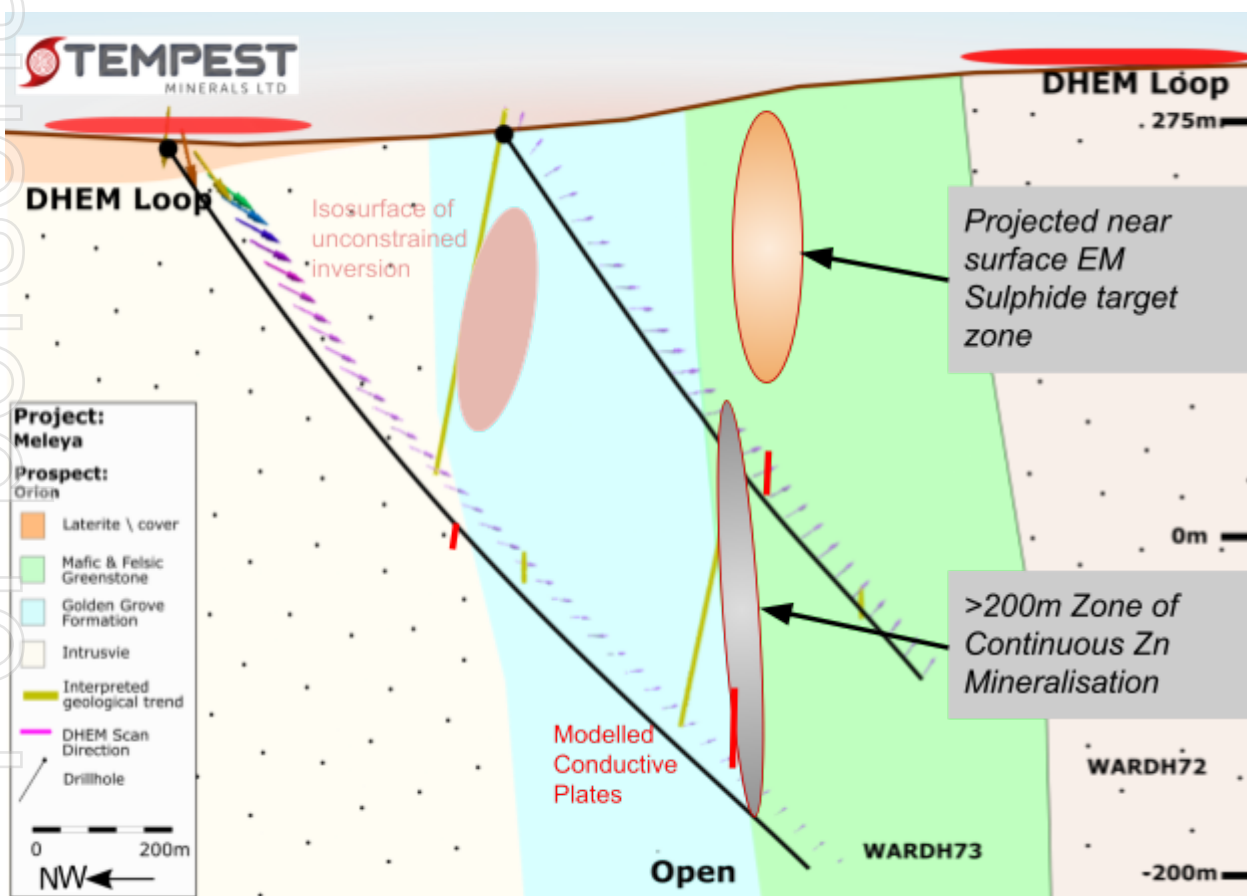 TEMPEST
MINERALS LTD
DHEM Loop
275m
DHEM Loop
Isosurface of
unconstrained
inversion
Projected near
surface EM
Sulphide target
zone
Project:
Meleya
Prospect:
Orion
Laterite \ cover
Mafic & Felsic
Greenstone
Golden Grove
Formation
Intrusvie
Interpreted
geological trend
DHEM Scan
Direction
Drillhole
0 200m
NW
0m
>200m Zone of
Continuous Zn
Mineralisation
Modelled
Conductive
Plates
WARDH72
WARDH73
Open
-200m